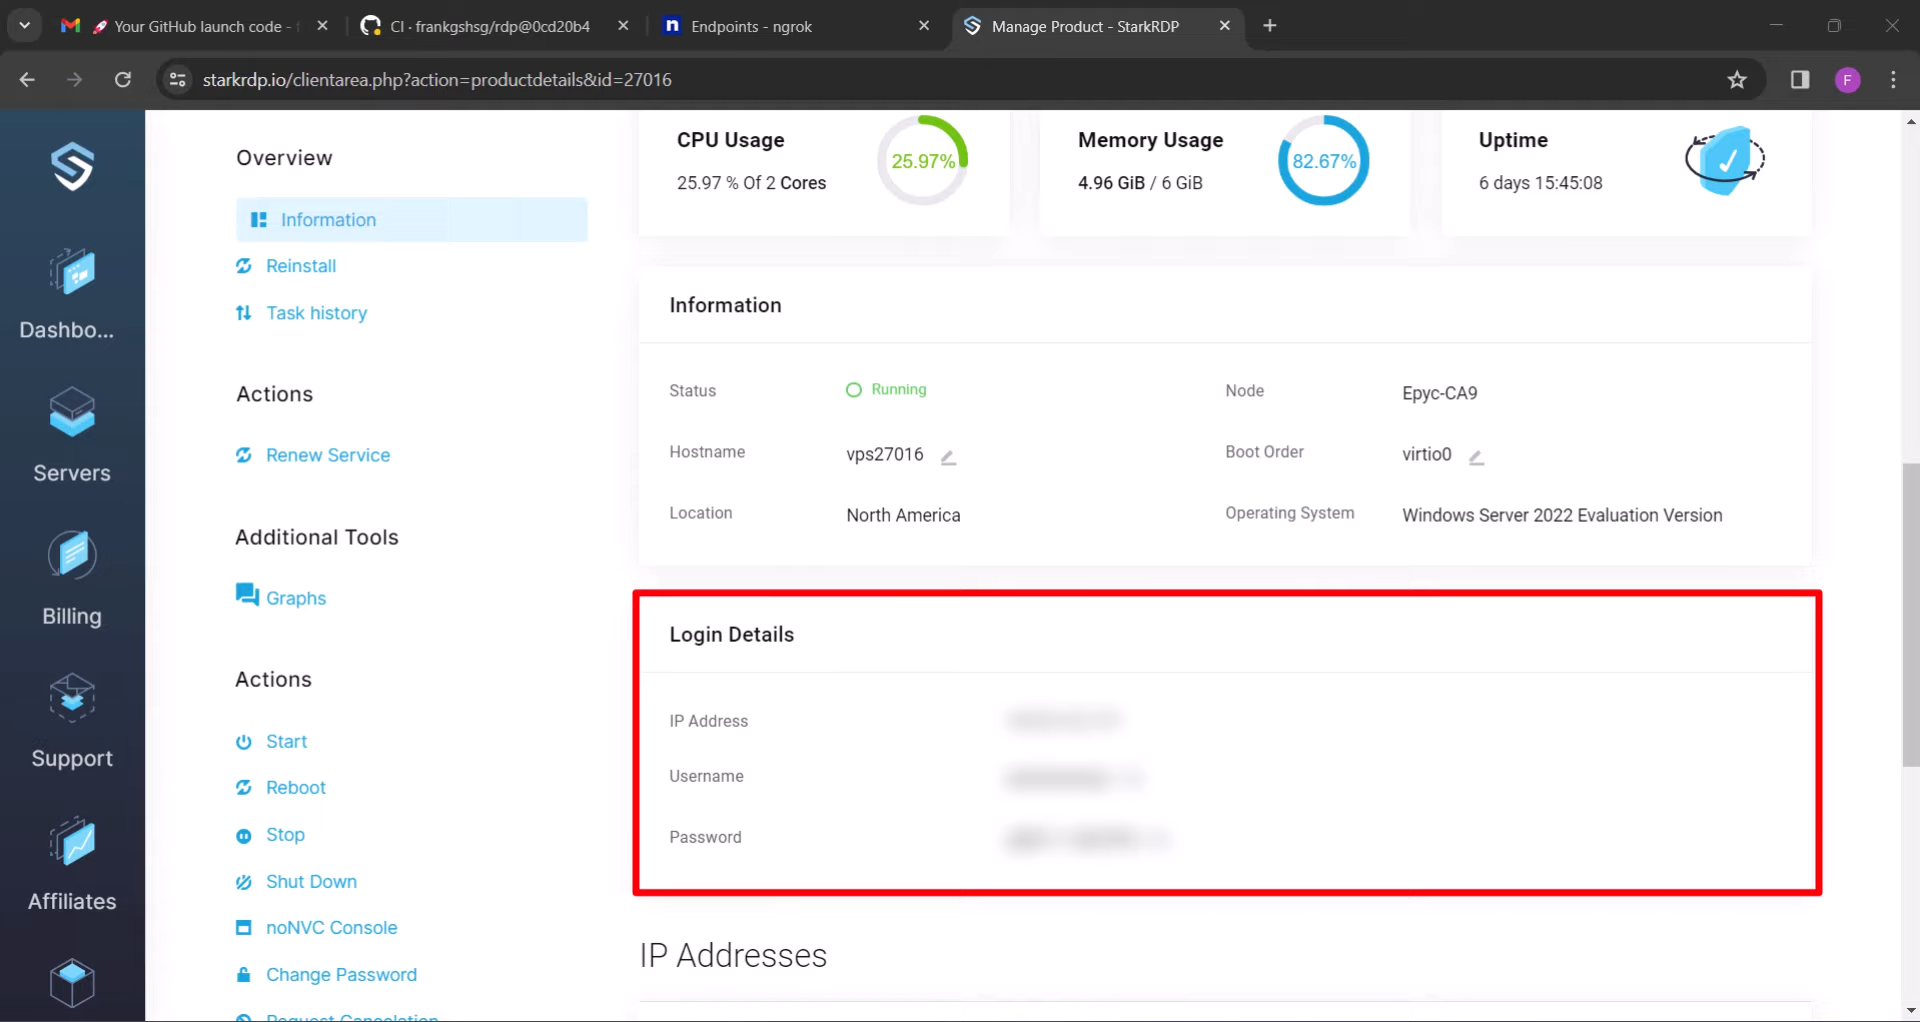 Your GitHub launch code -
CI · frankgshsg/rdp@0cd20b4
Endpoints - ngrok
Manage Product - StarkRDP
starkrdp.io/clientarea.php?action=productdetails&id=27016
F
Dashbo...
Servers
Billing
Support
Affiliates
Overview
Information
Reinstall
Task history
Actions
Renew Service
Additional Tools
Graphs
Actions
Start
Reboot
Stop
Shut Down
noNVC Console
Change Password
Request Cancelation
CPU Usage
25.97 % Of 2 Cores
25.97%
Memory Usage
4.96 GiB / 6 GiB
82.67%
Uptime
6 days 15:45:08
Information
Status Running
Node Epyc-CA9
Hostname vps27016
Boot Order virtio0
Location North America
Operating System Windows Server 2022 Evaluation Version
Login Details
IP Address
Username
Password
IP Addresses